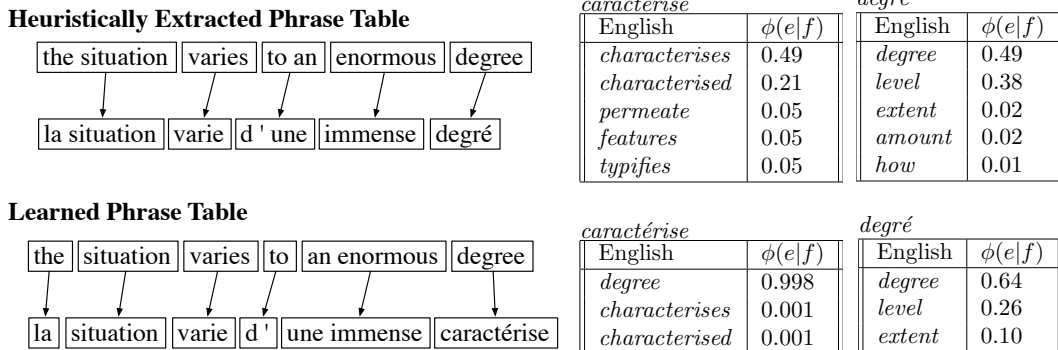 Heuristically Extracted Phrase Table
the situation varies to an enormous degree
la situation varie d ' une immense degré
caractérise
English ϕ(e|f)
characterises 0.49
characterised 0.21
permeate 0.05
features 0.05
typifies 0.05
degré
English ϕ(e|f)
degree 0.49
level 0.38
extent 0.02
amount 0.02
how 0.01
Learned Phrase Table
the situation varies to an enormous degree
la situation varie d ' une immense caractérise
caractérise
English ϕ(e|f)
degree 0.998
characterises 0.001
characterised 0.001
degré
English ϕ(e|f)
degree 0.64
level 0.26
extent 0.10